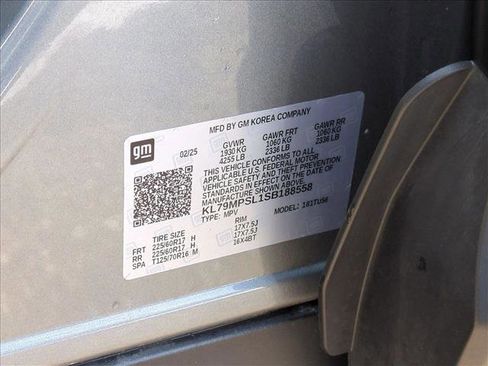 MFD BY GM KOREA COMPANY
gm
02/25
GVWR GAWR FRT GAWR RR
1930 KG 1060 KG 1060 KG
4255 LB 2336 LB 2336 LB
THIS VEHICLE CONFORMS TO ALL
APPLICABLE U.S. FEDERAL MOTOR
VEHICLE SAFETY AND THEFT
PREVENTION STANDARDS IN EFFECT ON THE DATE OF
MANUFACTURE SHOWN ABOVE.
KL79MPSL1SB188558
TYPE: MPV MODEL: 181TU56
TIRE SIZE RIM
FRT 225/60R17 H 17X7.5J
RR 225/60R17 H 17X7.5J
SPA T125/70R16 M 16X4BT